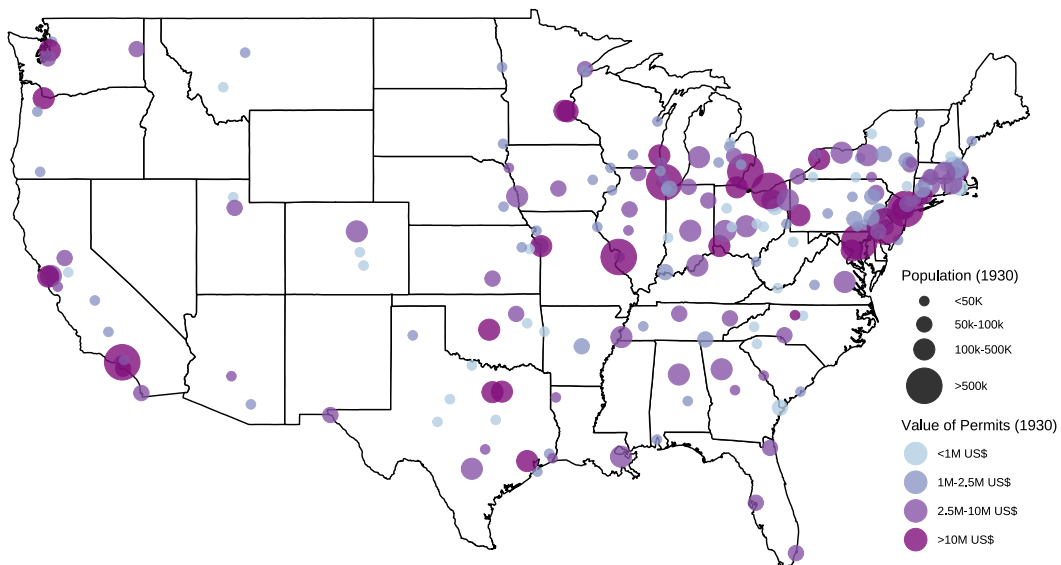 Population (1930)
<50K
50k-100k
100k-500K
>500k
Value of Permits (1930)
<1M US$
1M-2.5M US$
2.5M-10M US$
>10M US$